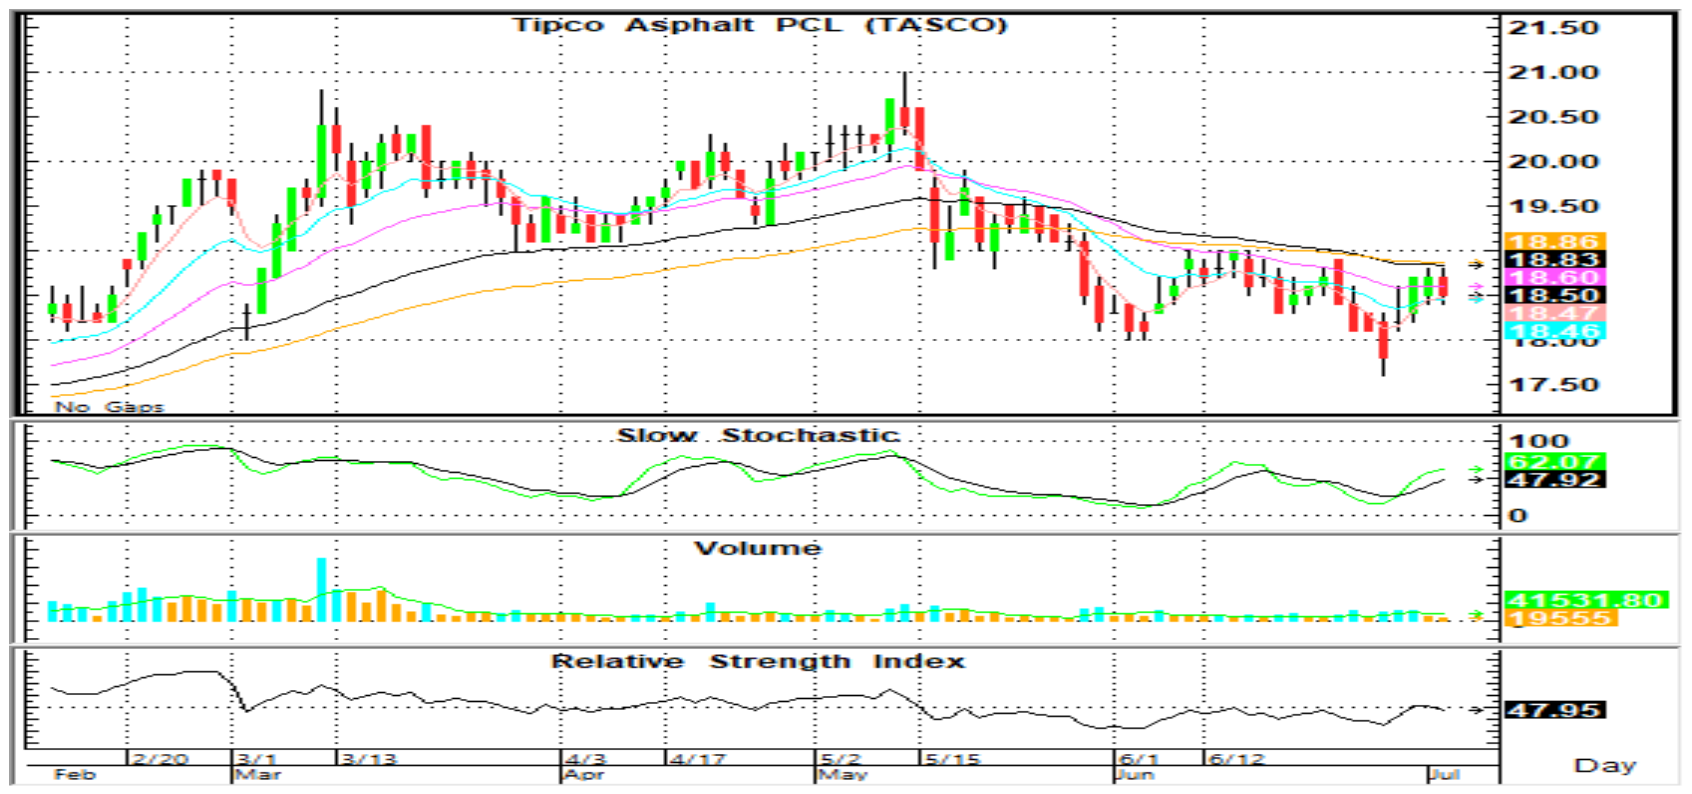 Tipco Asphalt PCL (TASCO)
21.50
21.00
20.50
20.00
19.50
18.86
18.83
18.60
18.50
18.47
18.46
18.00
17.50
No Gaps
Slow Stochastic
100
62.07
47.92
0
Volume
41531.80
19555
Relative Strength Index
47.95
2/20 3/1 3/13 4/3 4/17 5/2 5/15 6/1 6/12
Feb Mar Apr May Jun Jul
Day